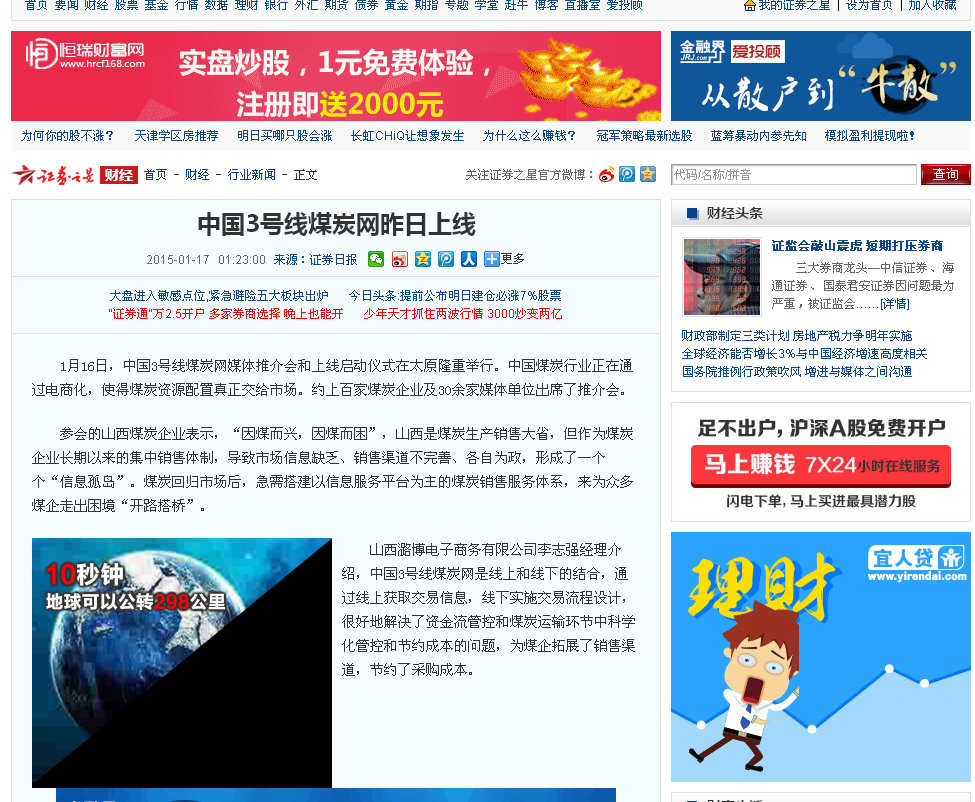 首页 要闻 财经 股票 基金 行情 数据 理财 银行 外汇 期货 债券 黄金 期指 专题 学堂 赶牛 博客 直播室 爱投顾
我的证券之星 | 设为首页 | 加入收藏
恒瑞财富网
www.hrcf168.com
实盘炒股，1元免费体验，
注册即送2000元
金融界
JRJ.com
爱投顾
从散户到“牛散”
为何你的股不涨? 天津学区房推荐 明日买哪只股会涨 长虹CHiQ让想象发生 为什么这么赚钱? 冠军策略最新选股 蓝筹暴动内参先知 模拟盈利提现啦!
证券之星 财经 首页 - 财经 - 行业新闻 - 正文
关注证券之星官方微博：
代码/名称/拼音
查询
中国3号线煤炭网昨日上线
2015-01-17 01:23:00 来源：证券日报 更多
大盘进入敏感点位,紧急避险五大板块出炉 今日头条:提前公布明日建仓必涨7%股票
"证券通"万2.5开户 多家券商选择 晚上也能开 少年天才抓住两波行情 3000炒变两亿
1月16日，中国3号线煤炭网媒体推介会和上线启动仪式在太原隆重举行。中国煤炭行业正在通
过电商化，使得煤炭资源配置真正交给市场。约上百家煤炭企业及30余家媒体单位出席了推介会。
参会的山西煤炭企业表示，“因煤而兴，因煤而困”，山西是煤炭生产销售大省，但作为煤炭
企业长期以来的集中销售体制，导致市场信息缺乏、销售渠道不完善、各自为政，形成了一个
个“信息孤岛”。煤炭回归市场后，急需搭建以信息服务平台为主的煤炭销售服务体系，来为众多
煤企走出困境“开路搭桥”。
10秒钟
地球可以公转298公里
山西潞博电子商务有限公司李志强经理介
绍，中国3号线煤炭网是线上和线下的结合，通
过线上获取交易信息，线下实施交易流程设计，
很好地解决了资金流管控和煤炭运输环节中科学
化管控和节约成本的问题，为煤企拓展了销售渠
道，节约了采购成本。
财经头条
证监会敲山震虎 短期打压券商
三大券商龙头—中信证券、海
通证券、国泰君安证券因问题最为
严重，被证监会……[详情]
财政部制定三类计划 房地产税力争明年实施
全球经济能否增长3%与中国经济增速高度相关
国务院推例行政策吹风 增进与媒体之间沟通
足不出户, 沪深A股免费开户
马上赚钱 7X24小时在线服务
闪电下单, 马上买进最具潜力股
理财
宜人贷
www.yirendai.com